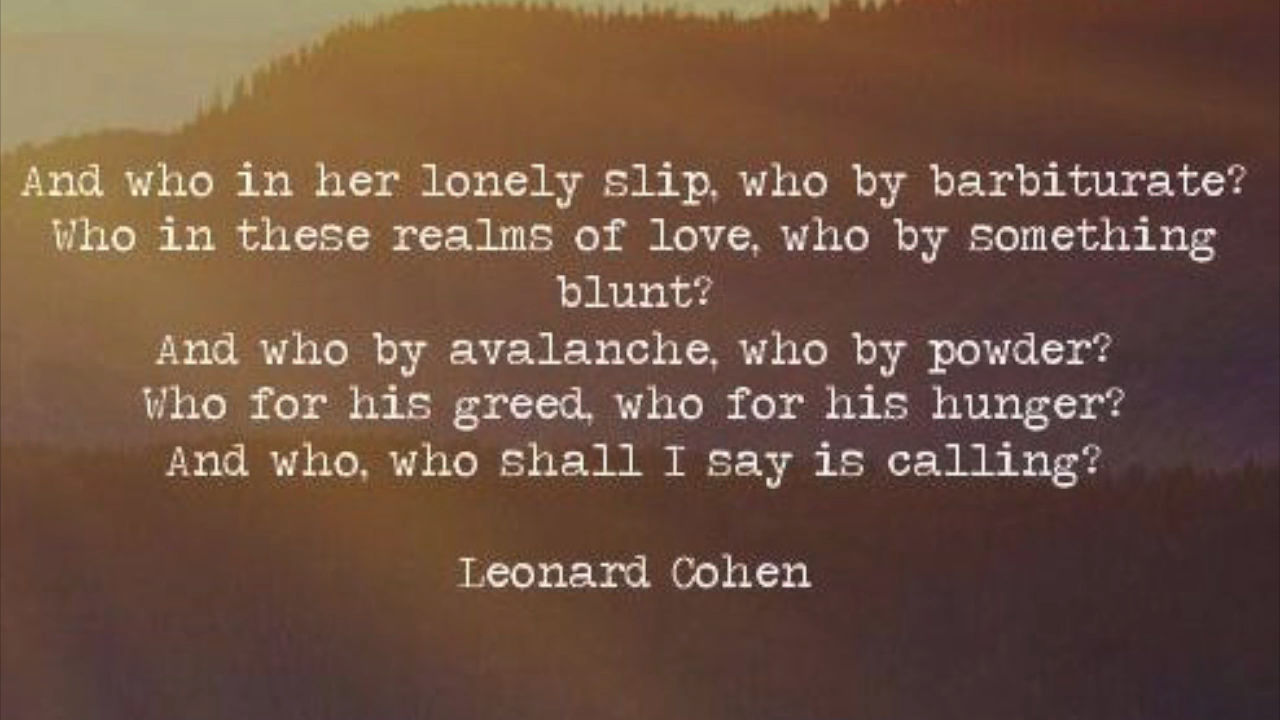 And who in her lonely slip, who by barbiturate?
Who in these realms of love, who by something
blunt?
And who by avalanche, who by powder?
Who for his greed, who for his hunger?
And who, who shall I say is calling?
Leonard Cohen